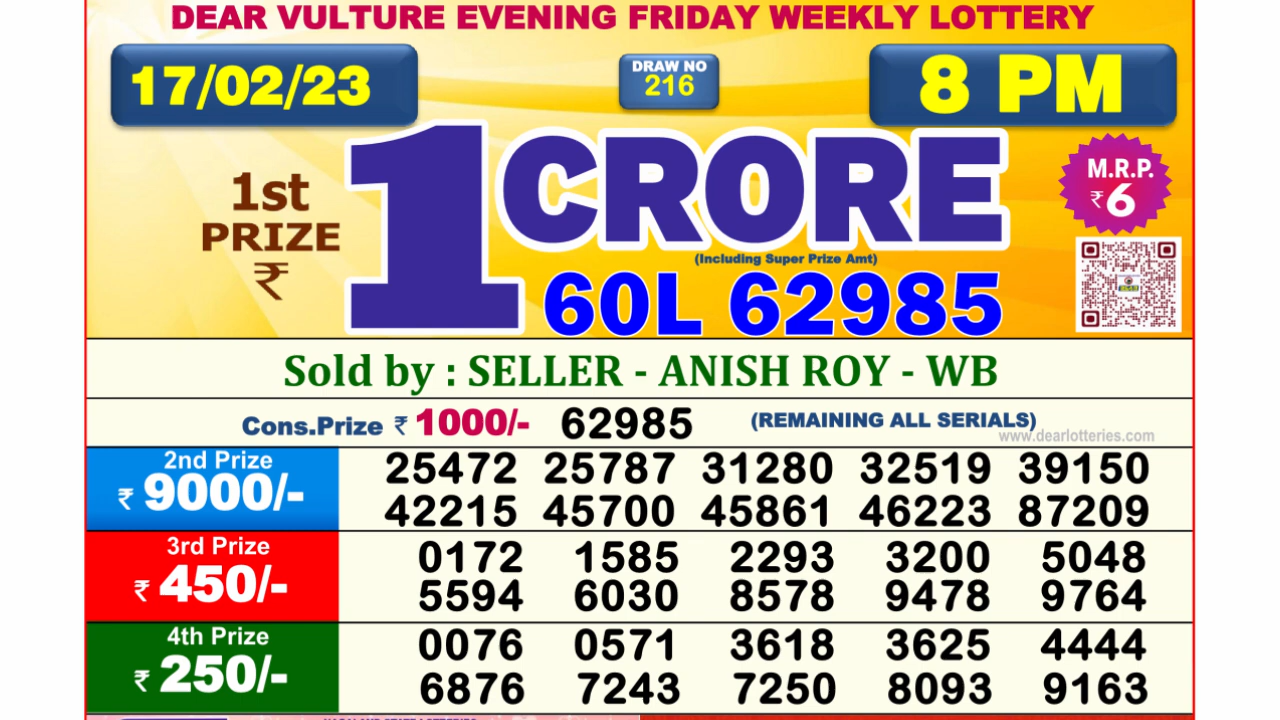 DEAR VULTURE EVENING FRIDAY WEEKLY LOTTERY
17/02/23
DRAW NO
216
8 PM
1st
PRIZE
₹
1 CRORE
(Including Super Prize Amt)
60L 62985
M.R.P.
₹ 6
Sold by : SELLER - ANISH ROY - WB
Cons.Prize ₹ 1000/- 62985 (REMAINING ALL SERIALS)
www.dearlotteries.com
2nd Prize
₹ 9000/-
25472 25787 31280 32519 39150
42215 45700 45861 46223 87209
3rd Prize
₹ 450/-
0172 1585 2293 3200 5048
5594 6030 8578 9478 9764
4th Prize
₹ 250/-
0076 0571 3618 3625 4444
6876 7243 7250 8093 9163